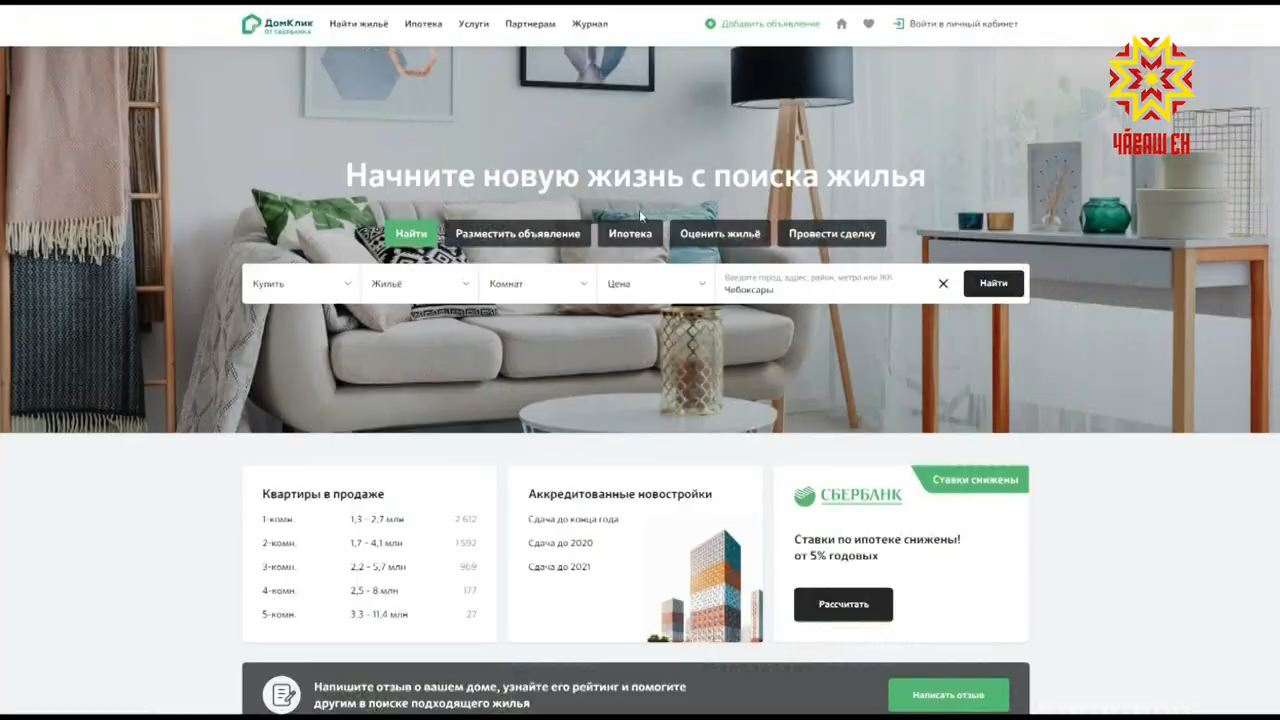 ДомКлик
ОТ СБЕРБАНКА
Найти жильё
Ипотека
Услуги
Партнерам
Журнал
Добавить объявление
Войти в личный кабинет
ЧӐВАШ ЕН
Начните новую жизнь с поиска жилья
Найти
Разместить объявление
Ипотека
Оценить жильё
Провести сделку
Купить
Жильё
Комнат
Цена
Введите город, адрес, район, метро или ЖК
Чебоксары
Найти
Квартиры в продаже
1-комн. 1,3 - 2,7 млн 2 612
2-комн. 1,7 - 4,1 млн 1 592
3-комн. 2,2 - 5,7 млн 969
4-комн. 2,5 - 8 млн 177
5-комн. 3.3 - 11,4 млн 27
Аккредитованные новостройки
Сдача до конца года
Сдача до 2020
Сдача до 2021
Ставки снижены
СБЕРБАНК
Ставки по ипотеке снижены!
от 5% годовых
Рассчитать
Напишите отзыв о вашем доме, узнайте его рейтинг и помогите
другим в поиске подходящего жилья
Написать отзыв